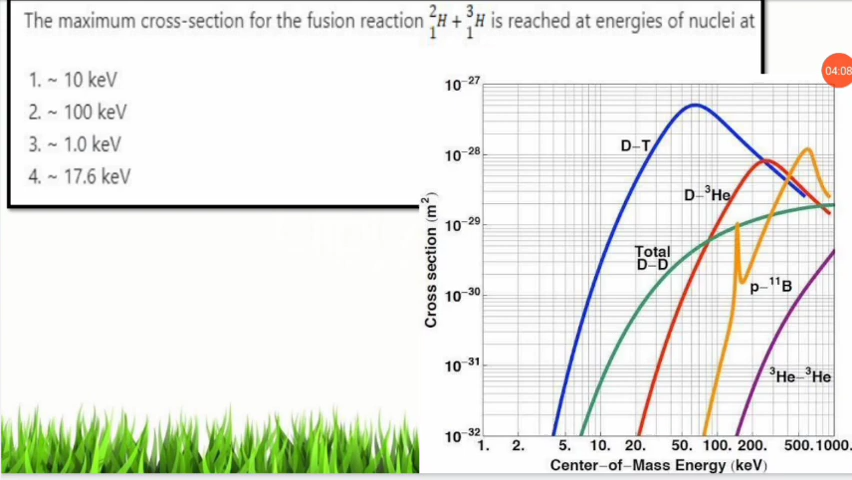 The maximum cross-section for the fusion reaction ²₁H + ³₁H is reached at energies of nuclei at
1. ~ 10 keV
2. ~ 100 keV
3. ~ 1.0 keV
4. ~ 17.6 keV
04:08
10⁻²⁷
10⁻²⁸
10⁻²⁹
10⁻³⁰
10⁻³¹
10⁻³²
Cross section (m²)
D–T
D–³He
Total
D–D
p–¹¹B
³He–³He
1. 2. 5. 10. 20. 50. 100. 200. 500. 1000.
Center–of–Mass Energy (keV)